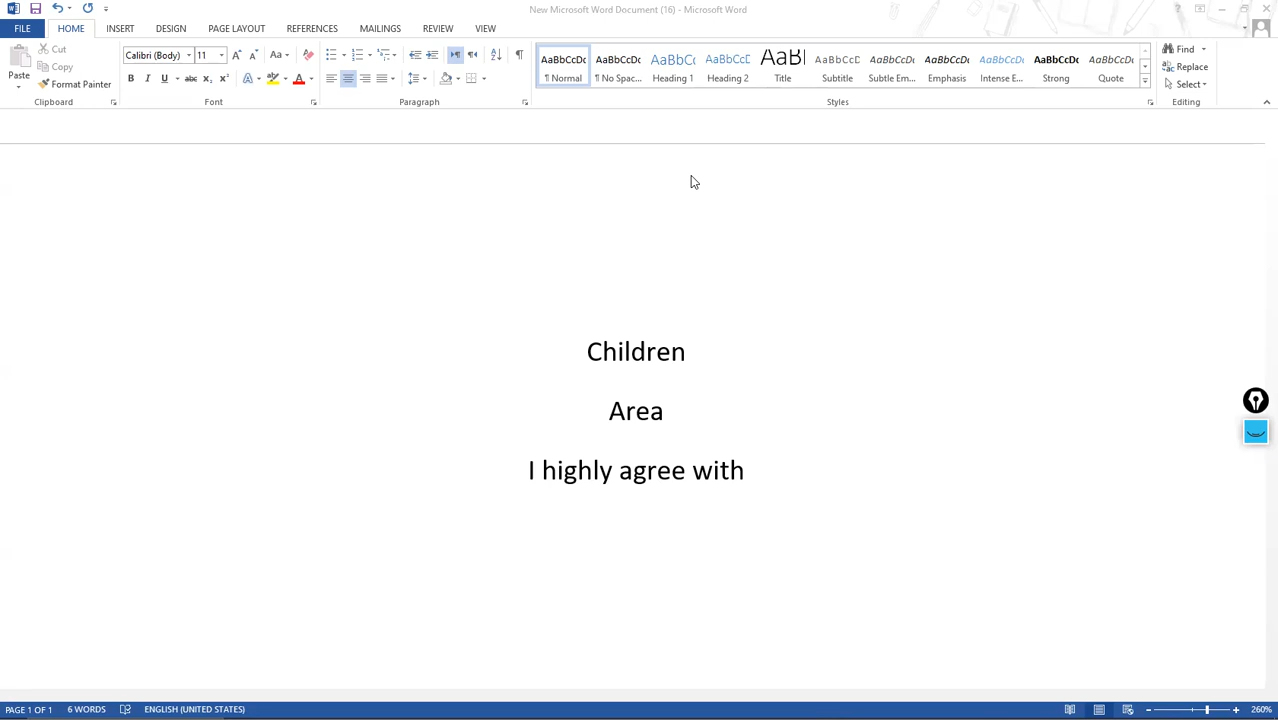 New Microsoft Word Document (16) - Microsoft Word
FILE HOME INSERT DESIGN PAGE LAYOUT REFERENCES MAILINGS REVIEW VIEW
Paste
Cut
Copy
Format Painter
Clipboard
Calibri (Body) 11
Font
Paragraph
AaBbCcDc AaBbCcDc AaBbCc AaBbCcD AaBl AaBbCcD AaBbCcDc AaBbCcDc AaBbCcDc AaBbCcDc AaBbCcDc
¶ Normal ¶ No Spac... Heading 1 Heading 2 Title Subtitle Subtle Em... Emphasis Intense E... Strong Quote
Styles
Find
Replace
Select
Editing
Children
Area
I highly agree with
PAGE 1 OF 1 6 WORDS ENGLISH (UNITED STATES) 260%